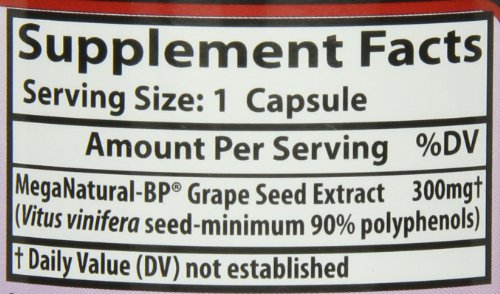 Supplement Facts
Serving Size: 1 Capsule
Amount Per Serving %DV
MegaNatural-BP® Grape Seed Extract 300mg†
(Vitus vinifera seed-minimum 90% polyphenols)
† Daily Value (DV) not established